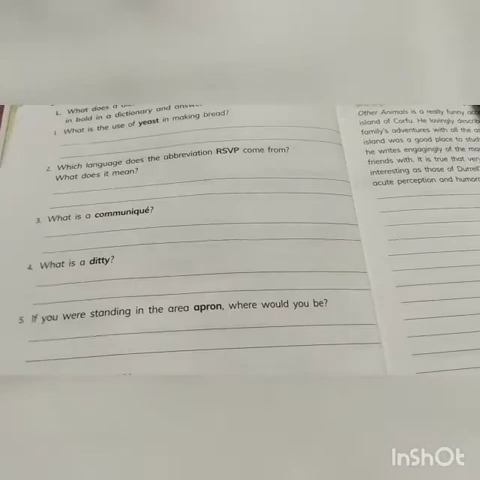 L. What does a
in bold in a dictionary and
1. What is the use of yeast in making bread?
2. Which language does the abbreviation RSVP come from?
What does it mean?
3. What is a communiqué?
4. What is a ditty?
5. If you were standing in the area apron, where would you be?
Other Animals is a really funny
island of Corfu. He lovingly
family's adventures with all the
island was a good place to
he writes engagingly of the
friends with. It is true that
interesting as those of
acute perception and
InShOt